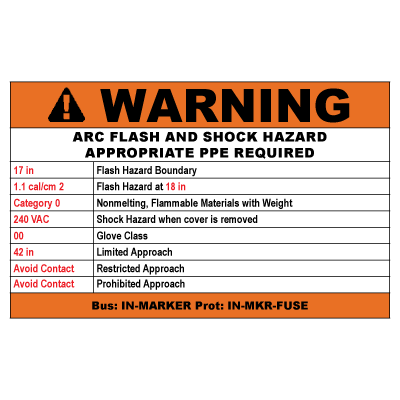 WARNING
ARC FLASH AND SHOCK HAZARD
APPROPRIATE PPE REQUIRED
17 in Flash Hazard Boundary
1.1 cal/cm 2 Flash Hazard at 18 in
Category 0 Nonmelting, Flammable Materials with Weight
240 VAC Shock Hazard when cover is removed
00 Glove Class
42 in Limited Approach
Avoid Contact Restricted Approach
Avoid Contact Prohibited Approach
Bus: IN-MARKER Prot: IN-MKR-FUSE